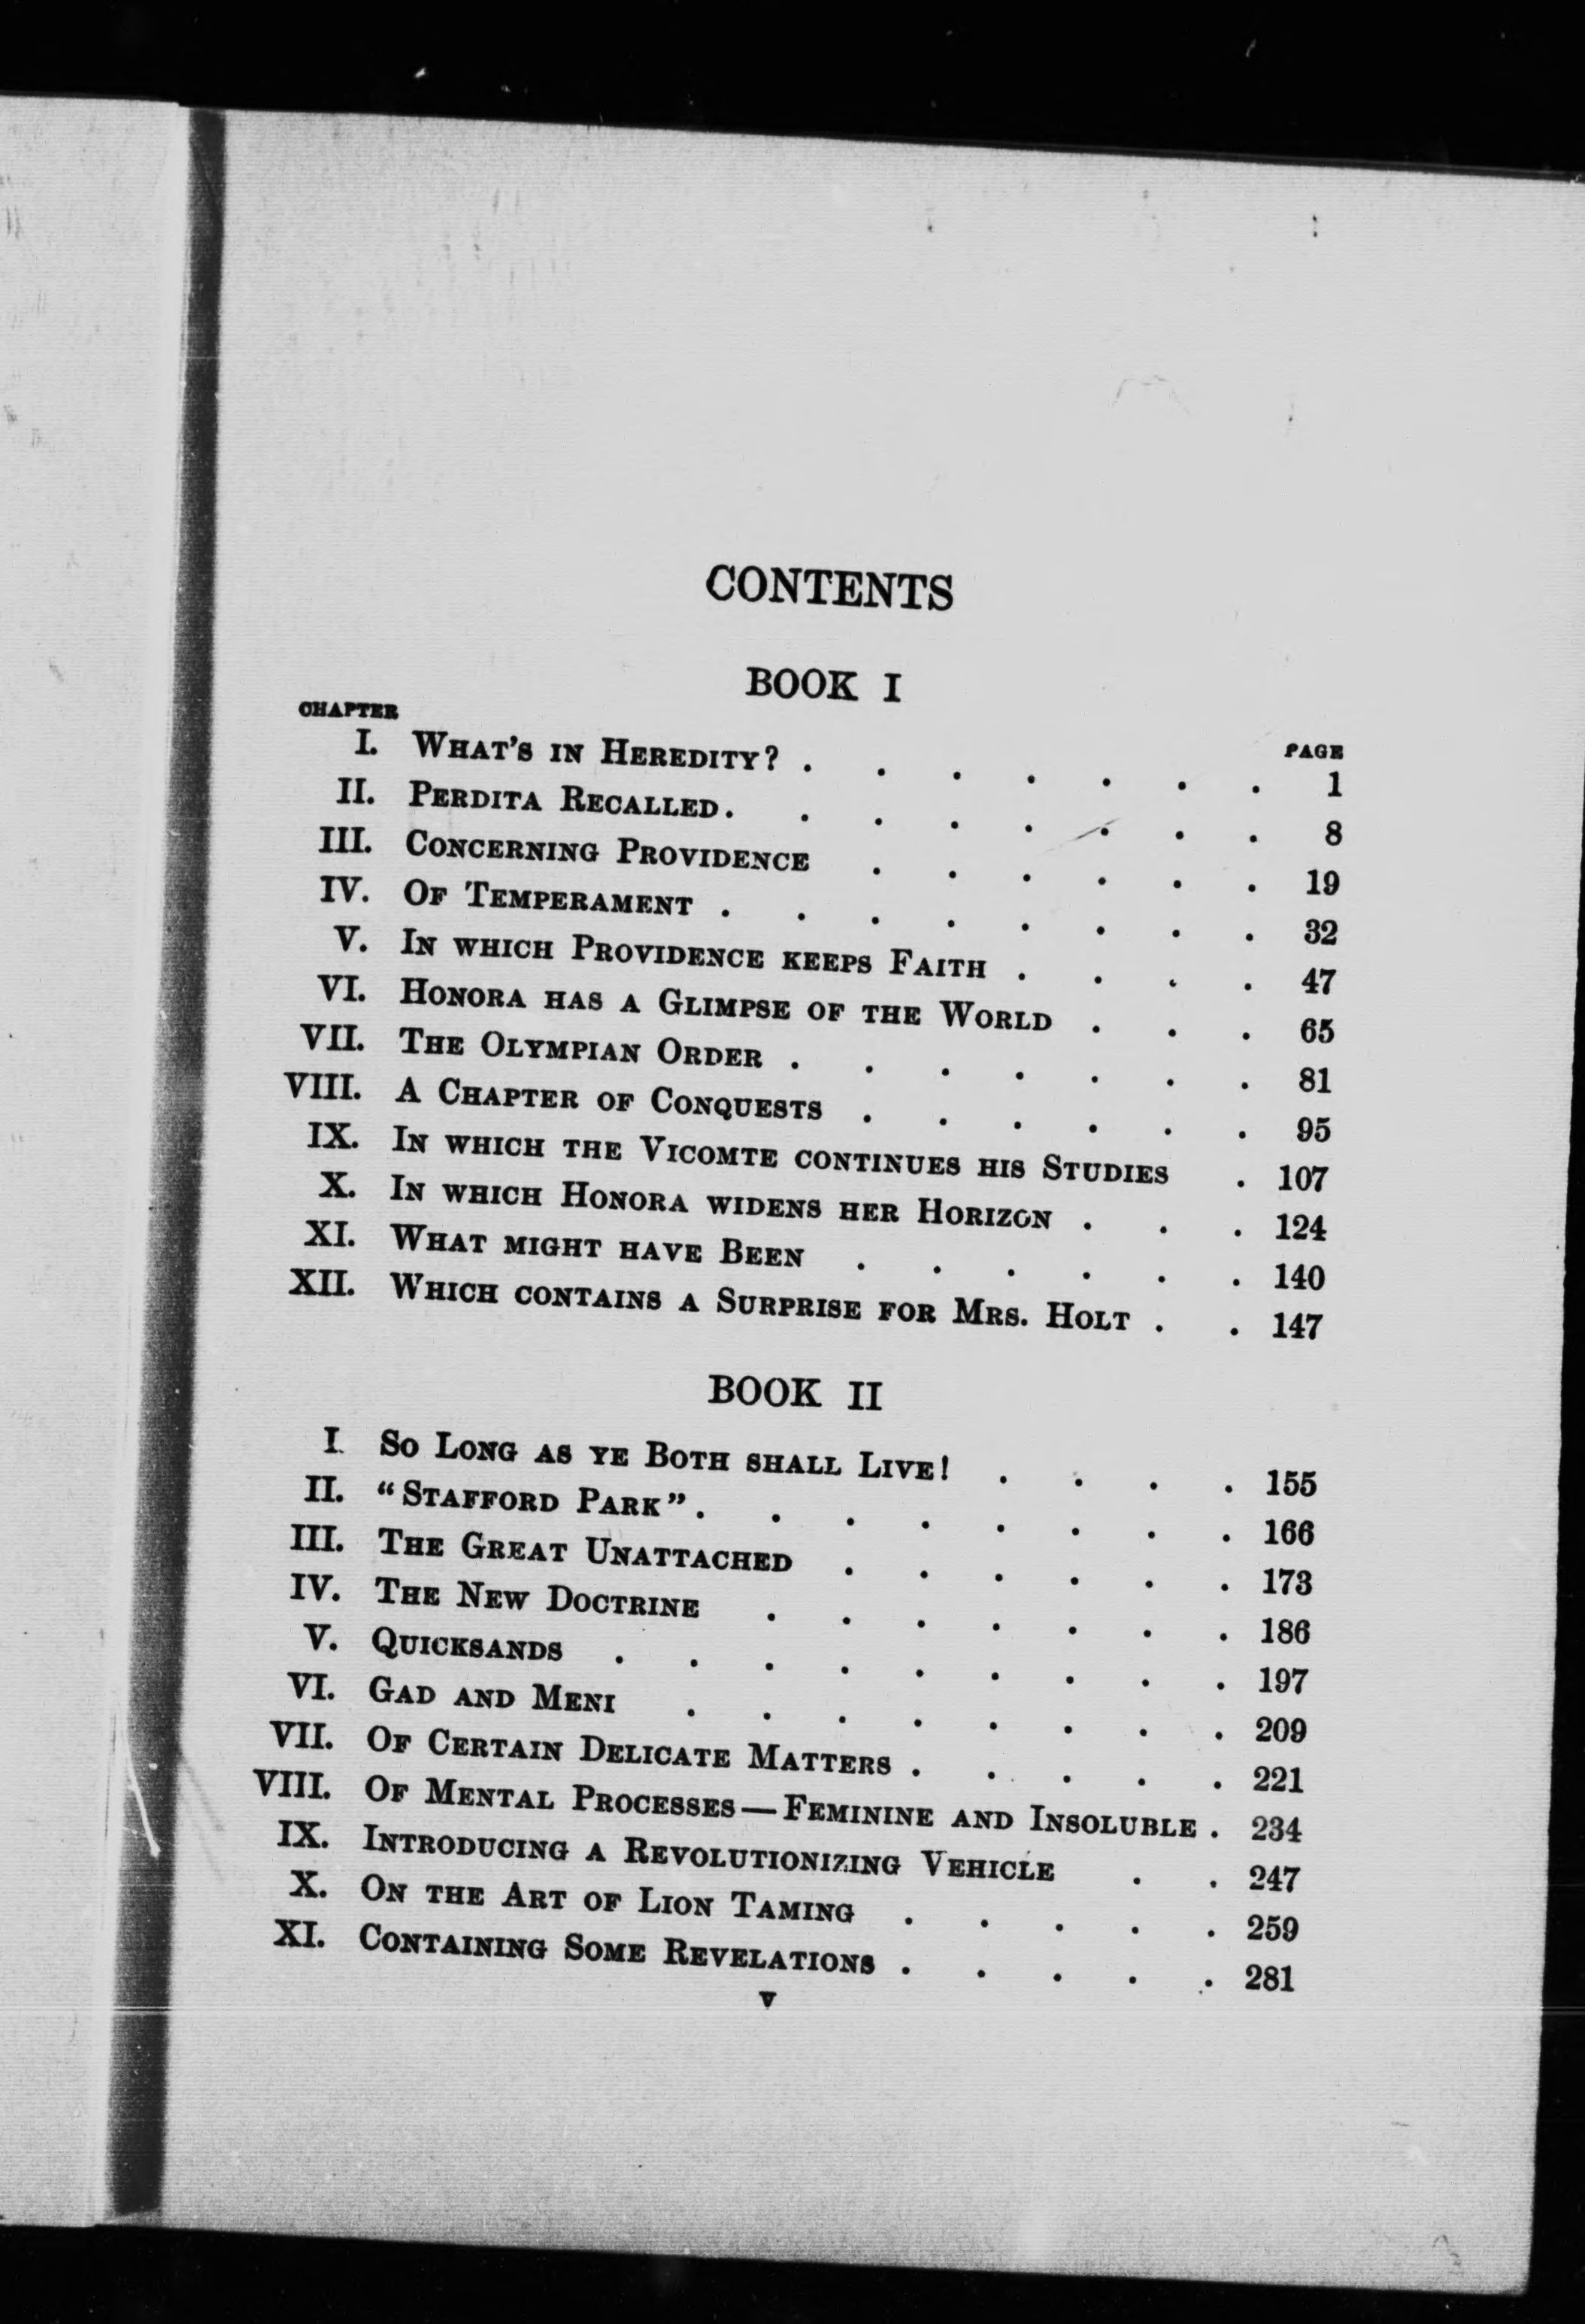 CONTENTS
BOOK I
CHAPTER PAGE
I. WHAT'S IN HEREDITY? . . . . . . . 1
II. PERDITA RECALLED . . . . . . . . 8
III. CONCERNING PROVIDENCE . . . . . . 19
IV. OF TEMPERAMENT . . . . . . . . 32
V. IN WHICH PROVIDENCE KEEPS FAITH . . . . 47
VI. HONORA HAS A GLIMPSE OF THE WORLD . . . 65
VII. THE OLYMPIAN ORDER . . . . . . . 81
VIII. A CHAPTER OF CONQUESTS . . . . . . 95
IX. IN WHICH THE VICOMTE CONTINUES HIS STUDIES . 107
X. IN WHICH HONORA WIDENS HER HORIZON . . . 124
XI. WHAT MIGHT HAVE BEEN . . . . . . 140
XII. WHICH CONTAINS A SURPRISE FOR MRS. HOLT . . 147
BOOK II
I. SO LONG AS YE BOTH SHALL LIVE! . . . . 155
II. "STAFFORD PARK" . . . . . . . . 166
III. THE GREAT UNATTACHED . . . . . . 173
IV. THE NEW DOCTRINE . . . . . . . 186
V. QUICKSANDS . . . . . . . . . 197
VI. GAD AND MENI . . . . . . . . 209
VII. OF CERTAIN DELICATE MATTERS . . . . . 221
VIII. OF MENTAL PROCESSES—FEMININE AND INSOLUBLE . 234
IX. INTRODUCING A REVOLUTIONIZING VEHICLE . . 247
X. ON THE ART OF LION TAMING . . . . . 259
XI. CONTAINING SOME REVELATIONS . . . . . 281
v